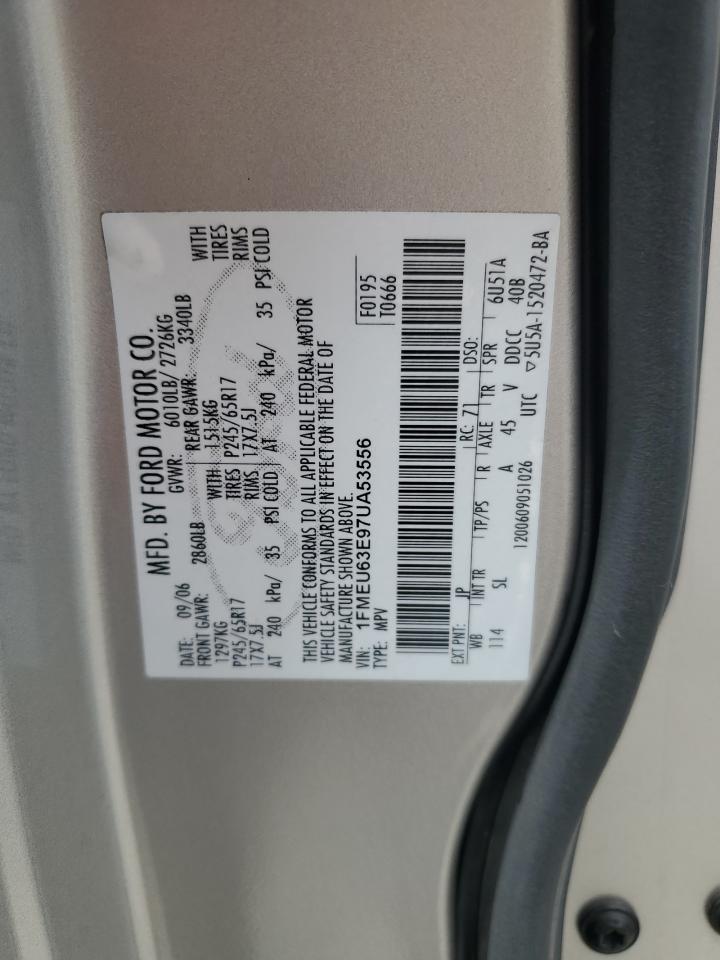 MFD. BY FORD MOTOR CO.
DATE: 09/06 GVWR: 6010LB/ 2726KG
FRONT GAWR: 2860LB REAR GAWR: 3340LB
1297KG WITH 1515KG WITH
P245/65R17 TIRES P245/65R17 TIRES
17X7.5J RIMS 17X7.5J RIMS
AT 240 kPa/ 35 PSI COLD AT 240 kPa/ 35 PSI COLD
THIS VEHICLE CONFORMS TO ALL APPLICABLE FEDERAL MOTOR
VEHICLE SAFETY STANDARDS IN EFFECT ON THE DATE OF
MANUFACTURE SHOWN ABOVE.
VIN: 1FMEU63E97UA53556 F0195
TYPE: MPV T0666
EXT PNT: JP RC: 71 DSO:
WB INT TR TP/PS R AXLE TR SPR 6U51A
114 SL A 45 V DDCC 40B
1200609051026 UTC ▽5U5A-1520472-BA